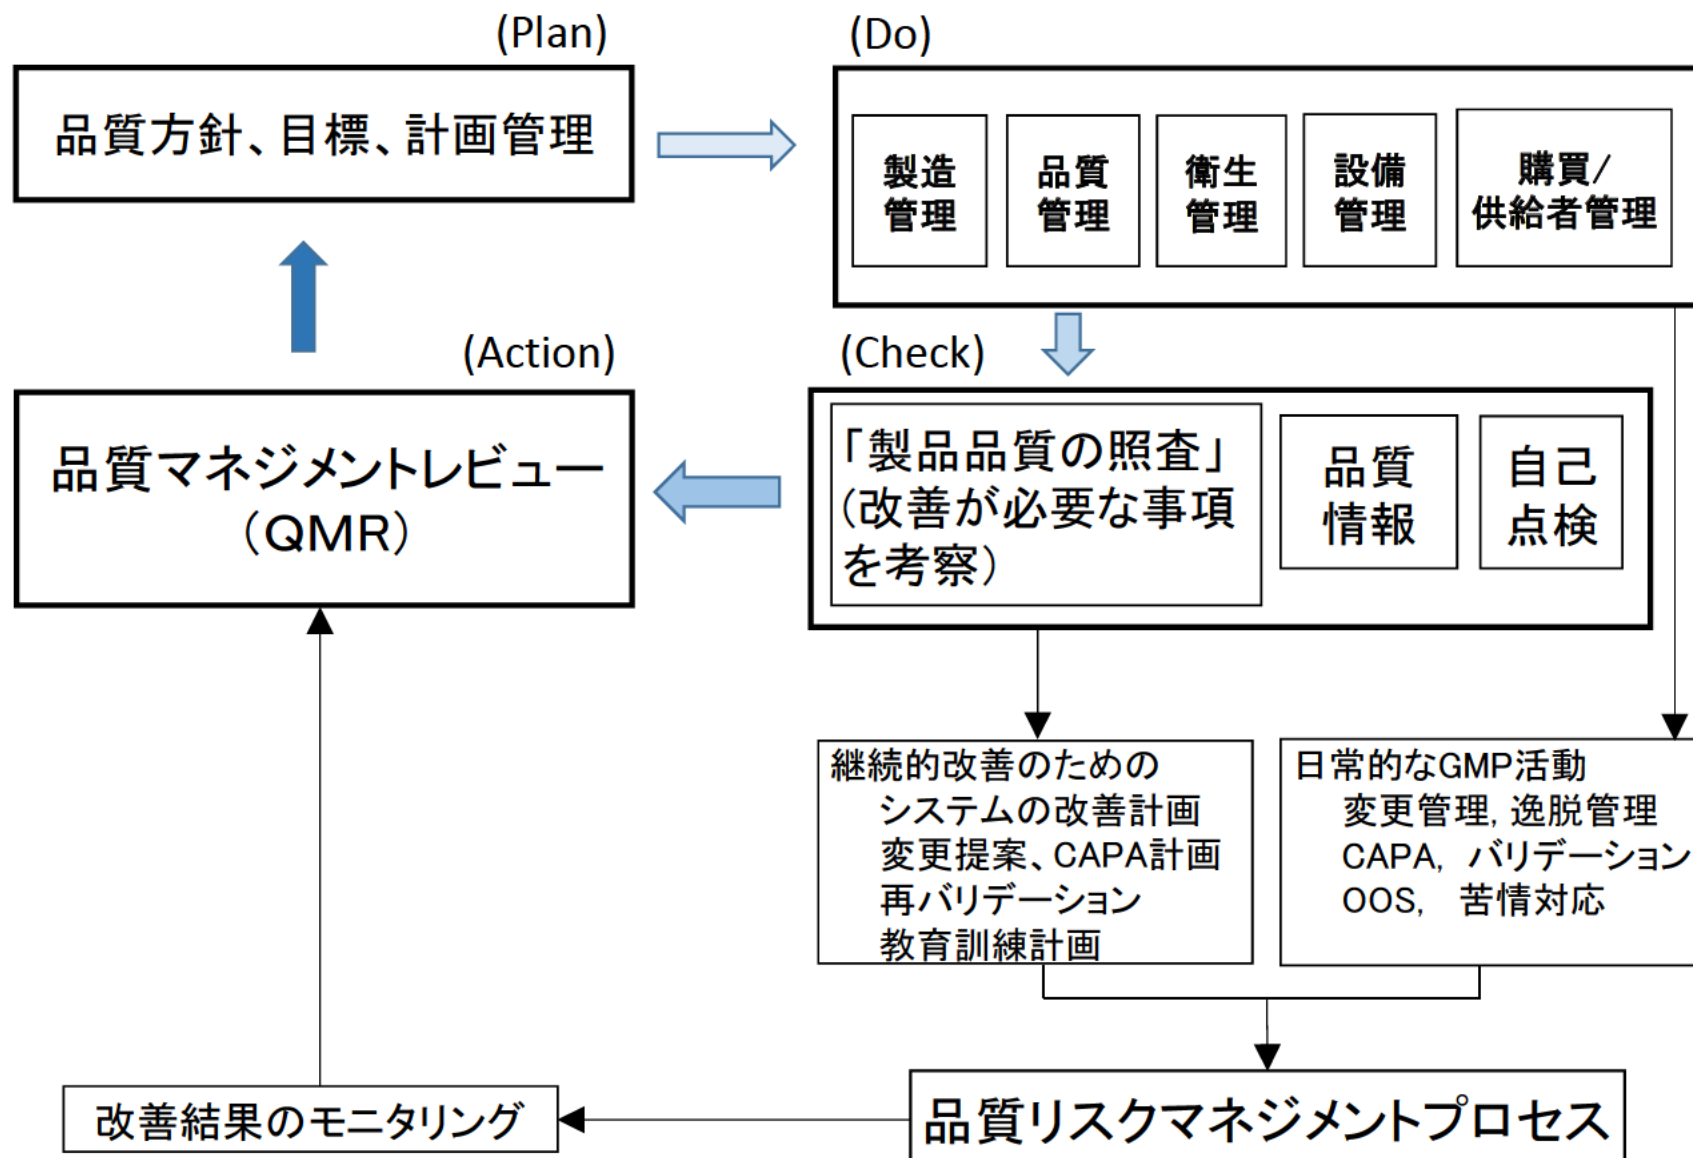 (Plan)
品質方針、目標、計画管理
(Do)
製造
管理
品質
管理
衛生
管理
設備
管理
購買/
供給者管理
(Check)
「製品品質の照査」
(改善が必要な事項
を考察)
品質
情報
自己
点検
(Action)
品質マネジメントレビュー
(QMR)
継続的改善のための
システムの改善計画
変更提案、CAPA計画
再バリデーション
教育訓練計画
日常的なGMP活動
変更管理, 逸脱管理
CAPA, バリデーション
OOS, 苦情対応
品質リスクマネジメントプロセス
改善結果のモニタリング